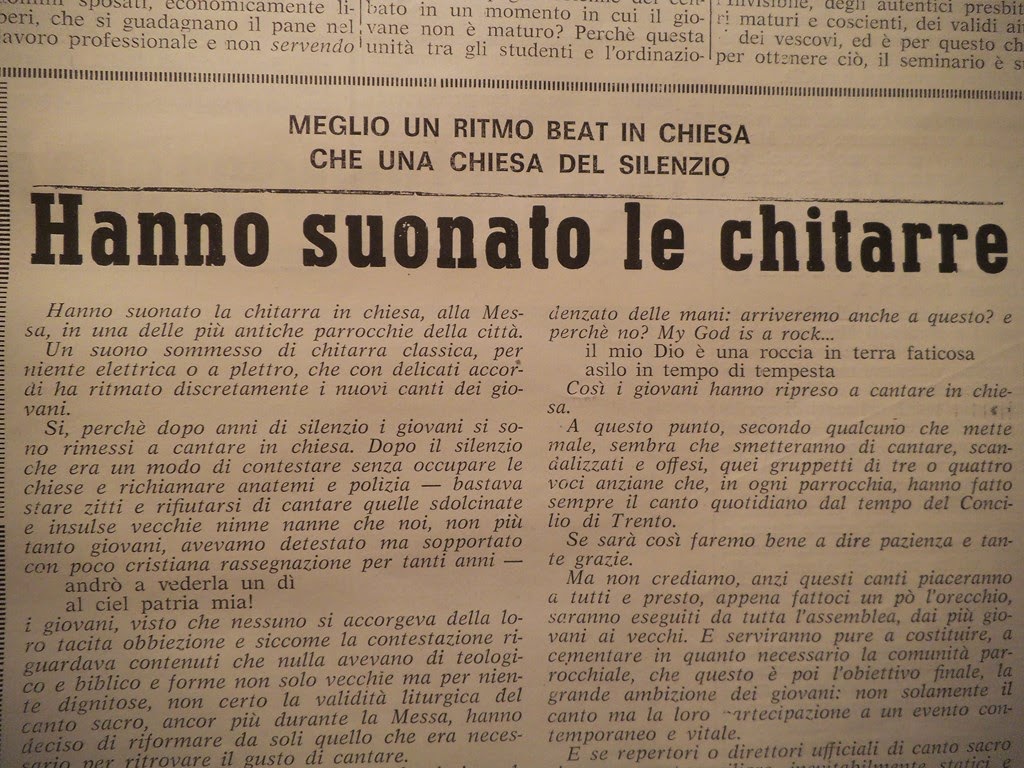 sposati, economicamente li-
beri, che si guadagnano il pane nel
lavoro professionale e non servendo
bato in un momento in cui il gio-
vane non è maturo? Perchè questa
unità tra gli studenti e l'ordinazio-
invisibile, degli autentici presbit
ri maturi e coscienti, dei validi aiu
dei vescovi, ed è per questo ch
per ottenere ciò, il seminario è s
MEGLIO UN RITMO BEAT IN CHIESA
CHE UNA CHIESA DEL SILENZIO
Hanno suonato le chitarre
Hanno suonato la chitarra in chiesa, alla Mes-
sa, in una delle più antiche parrocchie della città.
Un suono sommesso di chitarra classica, per
niente elettrica o a plettro, che con delicati accor-
di ha ritmato discretamente i nuovi canti dei gio-
vani.
Si, perchè dopo anni di silenzio i giovani si so-
no rimessi a cantare in chiesa. Dopo il silenzio
che era un modo di contestare senza occupare le
chiese e richiamare anatemi e polizia — bastava
stare zitti e rifiutarsi di cantare quelle sdolcinate
e insulse vecchie ninne nanne che noi, non più
tanto giovani, avevamo detestato ma sopportato
con poco cristiana rassegnazione per tanti anni —
andrò a vederla un dì
al ciel patria mia!
i giovani, visto che nessuno si accorgeva della lo-
ro tacita obbiezione e siccome la contestazione ri-
guardava contenuti che nulla avevano di teologi-
co e biblico e forme non solo vecchie ma per nien-
te dignitose, non certo la validità liturgica del
canto sacro, ancor più durante la Messa, hanno
deciso di riformare da soli quello che era neces-
sario per ritrovare il gusto di cantare.
denzato delle mani: arriveremo anche a questo? e
perchè no? My God is a rock...
il mio Dio è una roccia in terra faticosa
asilo in tempo di tempesta
Così i giovani hanno ripreso a cantare in chie-
sa.
A questo punto, secondo qualcuno che mette
male, sembra che smetteranno di cantare, scan-
dalizzati e offesi, quei gruppetti di tre o quattro
voci anziane che, in ogni parrocchia, hanno fatto
sempre il canto quotidiano dal tempo del Conci-
lio di Trento.
Se sarà così faremo bene a dire pazienza e tan-
te grazie.
Ma non crediamo, anzi questi canti piaceranno
a tutti e presto, appena fattoci un pò l'orecchio,
saranno eseguiti da tutta l'assemblea, dai più gio-
vani ai vecchi. E serviranno pure a costituire, a
cementare in quanto necessario la comunità par-
rocchiale, che questo è poi l'obiettivo finale, la
grande ambizione dei giovani: non solamente il
canto ma la loro partecipazione a un evento con-
temporaneo e vitale.
E se repertori o direttori ufficiali di canto sacro
inevitabilmente statici e